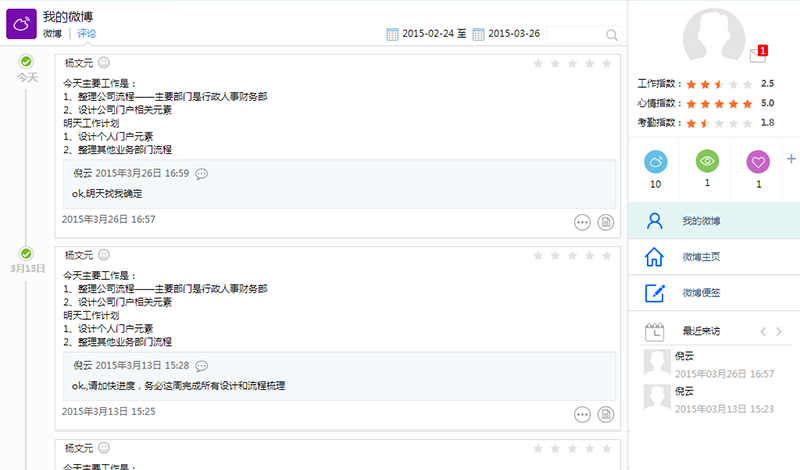 我的微博
微博 | 评论
2015-02-24 至 2015-03-26
今天
杨文元
今天主要工作是：
1、整理公司流程——主要部门是行政人事财务部
2、设计公司门户相关元素
明天工作计划
1、设计个人门户元素
2、整理其他业务部门流程
倪云 2015年3月26日 16:59
ok,明天找我确定
2015年3月26日 16:57
3月13日
杨文元
今天主要工作是：
1、整理公司流程——主要部门是行政人事财务部
2、设计公司门户相关元素
明天工作计划
1、设计个人门户元素
2、整理其他业务部门流程
倪云 2015年3月13日 15:28
ok,,请加快进度，务必这周完成所有设计和流程梳理
2015年3月13日 15:25
杨文元
今天主要工作是：
1
工作指数： 2.5
心情指数： 5.0
考勤指数： 1.8
10
1
1
+
我的微博
微博主页
微博便签
最近来访
倪云
2015年03月26日 16:57
倪云
2015年03月13日 15:23